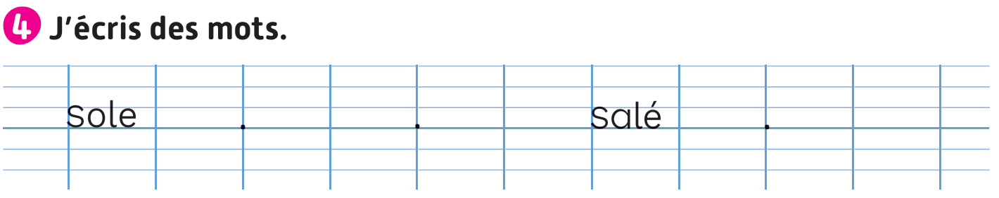 4 J'écris des mots.
sole . . salé .